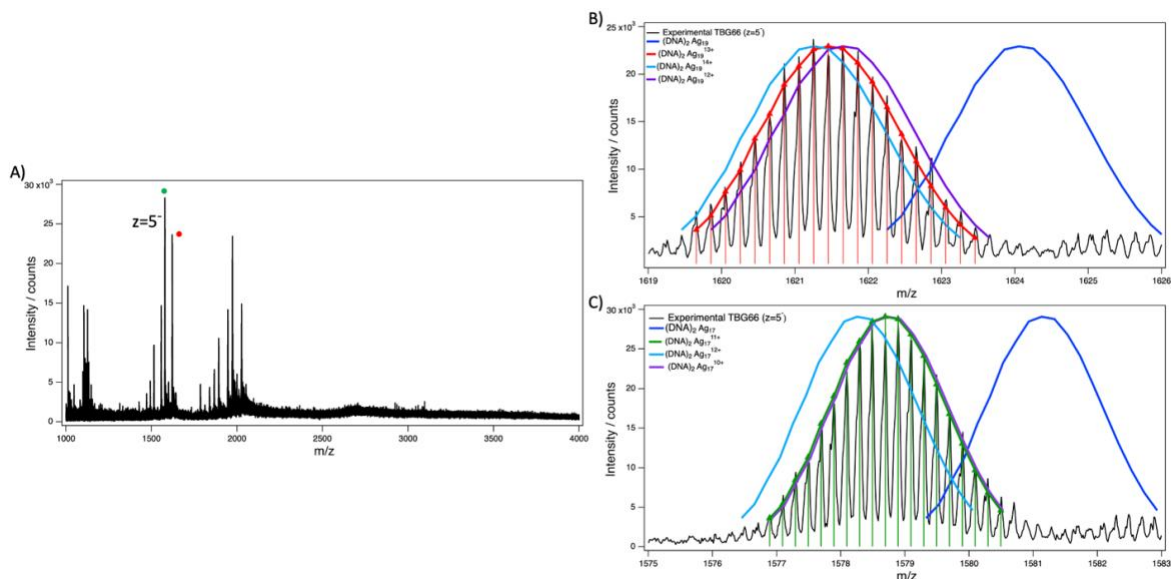 A)
30 x10³
25
20
15
10
5
0
Intensity / counts
z=5⁻
1000 1500 2000 2500 3000 3500 4000
m/z
B)
25 x10³
20
15
10
5
Intensity / counts
Experimental TBG66 (z=5⁻)
(DNA)₂ Ag₁₉
(DNA)₂ Ag₁₉¹³⁺
(DNA)₂ Ag₁₉¹⁴⁺
(DNA)₂ Ag₁₉¹²⁺
1619 1620 1621 1622 1623 1624 1625 1626
m/z
C)
30 x10³
25
20
15
10
5
0
Intensity / counts
Experimental TBG66 (z=5⁻)
(DNA)₂ Ag₁₇
(DNA)₂ Ag₁₇¹¹⁺
(DNA)₂ Ag₁₇¹²⁺
(DNA)₂ Ag₁₇¹⁰⁺
1575 1576 1577 1578 1579 1580 1581 1582 1583
m/z